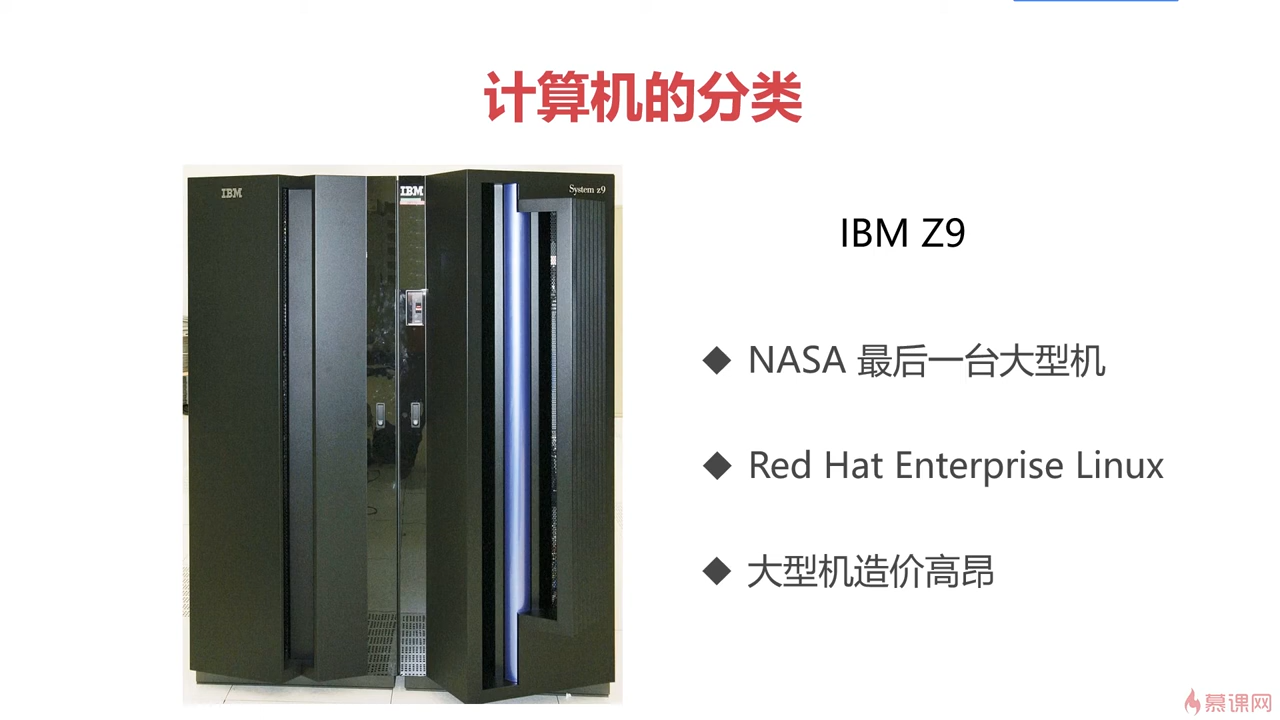 计算机的分类
IBM
IBM
System z9
IBM Z9
◆ NASA 最后一台大型机
◆ Red Hat Enterprise Linux
◆ 大型机造价高昂
慕课网